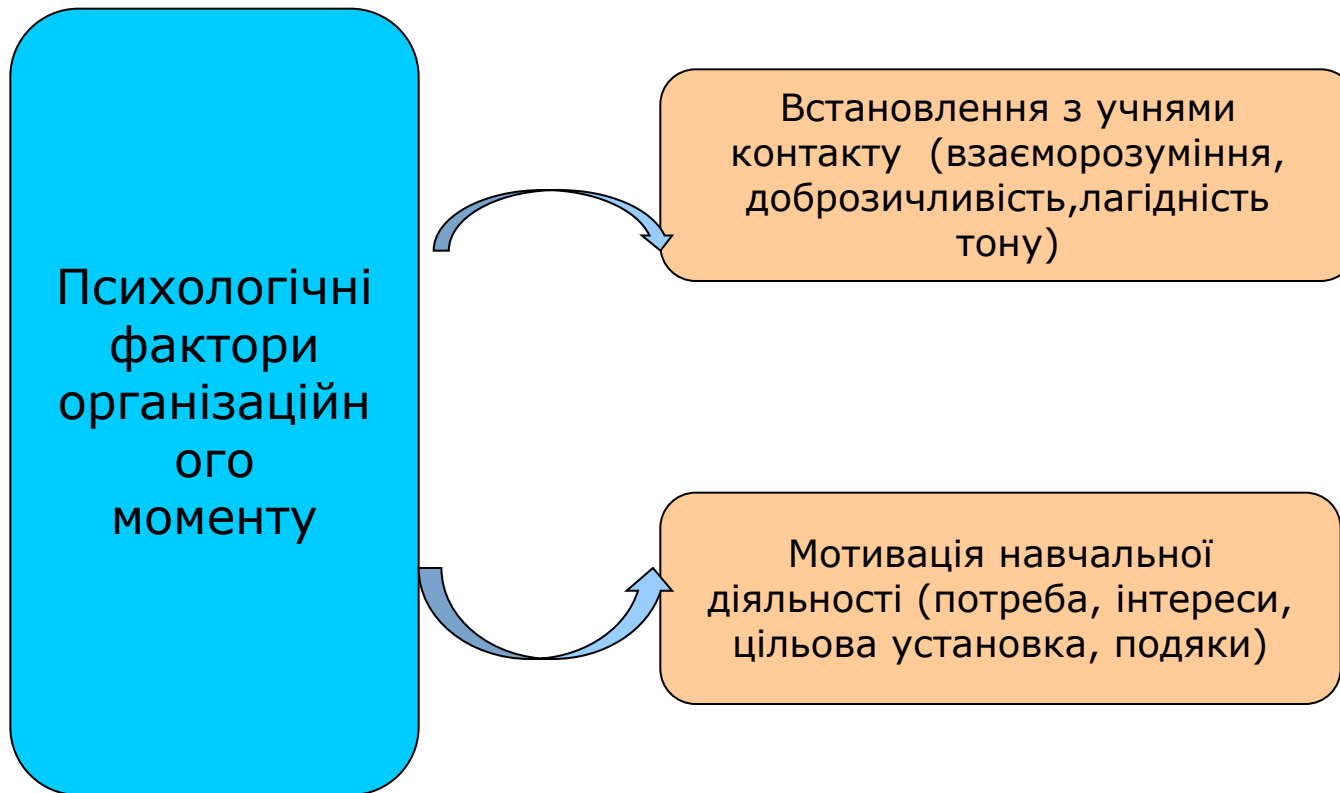 Психологічні
фактори
організаційн
ого
моменту
Встановлення з учнями
контакту  (взаєморозуміння,
доброзичливість,лагідність
тону)
Мотивація навчальної
діяльності (потреба, інтереси,
цільова установка, подяки)